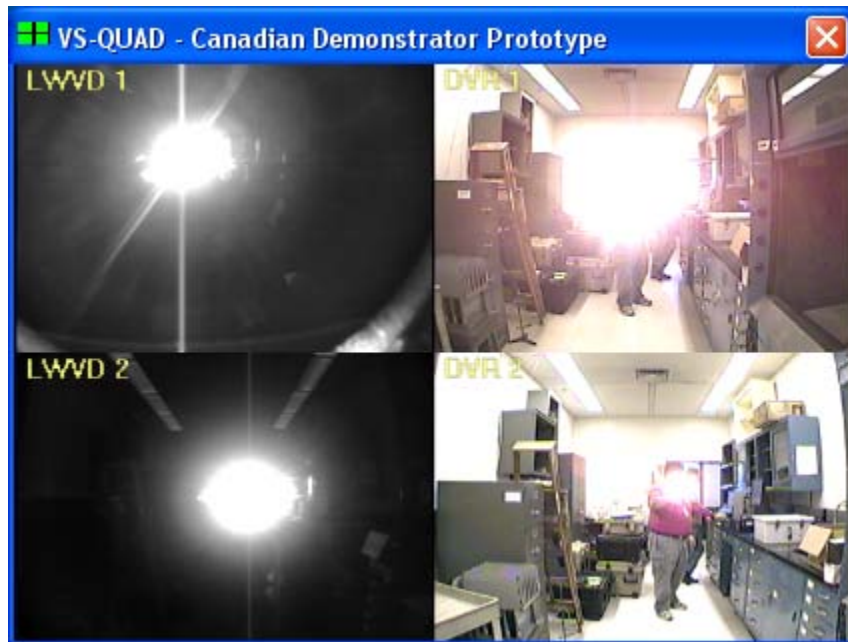 VS-QUAD - Canadian Demonstrator Prototype
LWVD 1
DVR 1
LWVD 2
DVR 2